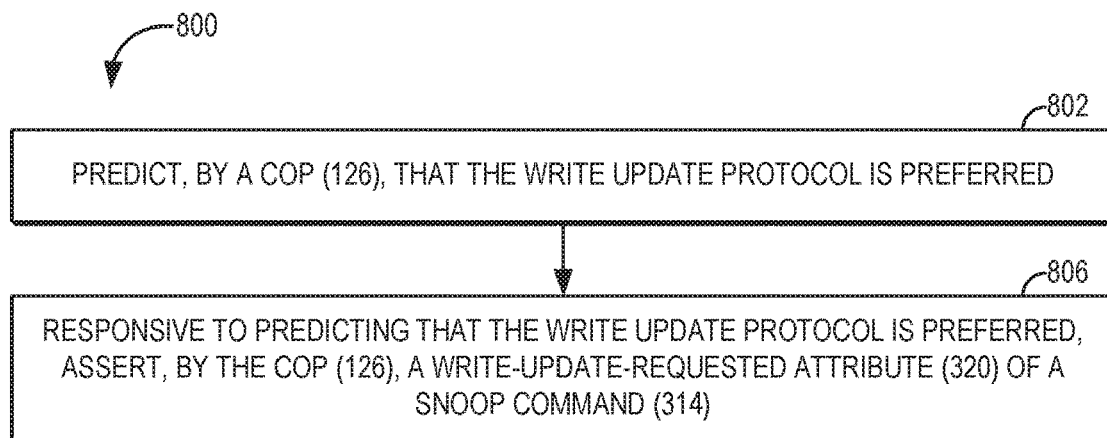 800
802
PREDICT, BY A COP (126), THAT THE WRITE UPDATE PROTOCOL IS PREFERRED
806
RESPONSIVE TO PREDICTING THAT THE WRITE UPDATE PROTOCOL IS PREFERRED,
ASSERT, BY THE COP (126), A WRITE-UPDATE-REQUESTED ATTRIBUTE (320) OF A
SNOOP COMMAND (314)